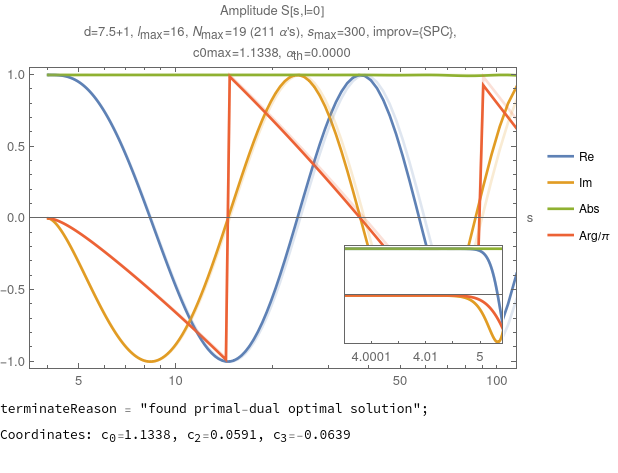 Amplitude S[s,l=0]
d=7.5+1, lmax=16, Nmax=19 (211 α's), smax=300, improv={SPC},
c0max=1.1338, αth=0.0000
1.0
0.5
0.0
−0.5
−1.0
5
10
50
100
s
4.0001
4.01
5
Re
Im
Abs
Arg/π
terminateReason = "found primal-dual optimal solution";
Coordinates: c0=1.1338, c2=0.0591, c3=-0.0639